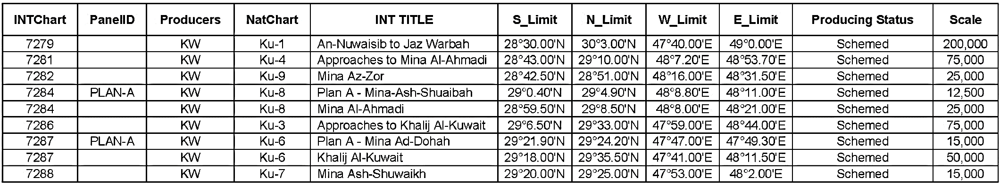 INTChart PanelID Producers NatChart INT TITLE S_Limit N_Limit W_Limit E_Limit Producing Status Scale
7279 KW Ku-1 An-Nuwaisib to Jaz Warbah 28°30.00'N 30°3.00'N 47°40.00'E 49°0.00'E Schemed 200,000
7281 KW Ku-4 Approaches to Mina Al-Ahmadi 28°43.00'N 29°10.00'N 48°7.20'E 48°53.70'E Schemed 75,000
7282 KW Ku-9 Mina Az-Zor 28°42.50'N 28°51.00'N 48°16.00'E 48°31.50'E Schemed 25,000
7284 PLAN-A KW Ku-8 Plan A - Mina-Ash-Shuaibah 29°0.40'N 29°4.90'N 48°8.80'E 48°11.00'E Schemed 12,500
7284 KW Ku-8 Mina Al-Ahmadi 28°59.50'N 29°8.50'N 48°8.00'E 48°21.00'E Schemed 25,000
7286 KW Ku-3 Approaches to Khalij Al-Kuwait 29°6.50'N 29°33.00'N 47°59.00'E 48°44.00'E Schemed 75,000
7287 PLAN-A KW Ku-6 Plan A - Mina Ad-Dohah 29°21.90'N 29°24.20'N 47°47.00'E 47°49.30'E Schemed 15,000
7287 KW Ku-6 Khalij Al-Kuwait 29°18.00'N 29°35.50'N 47°41.00'E 48°11.50'E Schemed 50,000
7288 KW Ku-7 Mina Ash-Shuwaikh 29°20.00'N 29°25.00'N 47°53.00'E 48°2.00'E Schemed 15,000